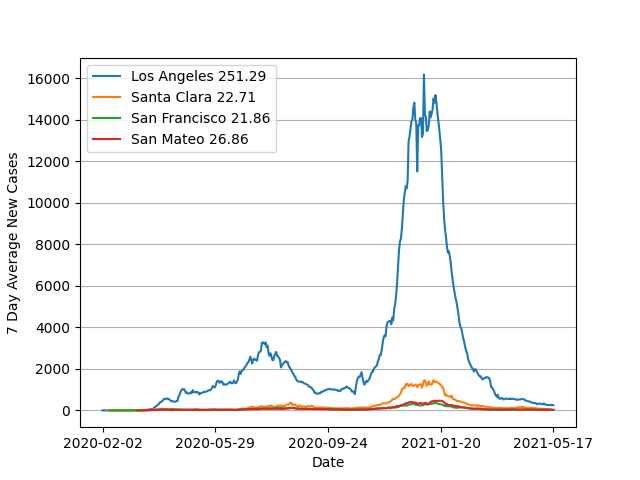 Los Angeles 251.29
Santa Clara 22.71
San Francisco 21.86
San Mateo 26.86
16000
14000
12000
10000
8000
6000
4000
2000
0
7 Day Average New Cases
2020-02-02 2020-05-29 2020-09-24 2021-01-20 2021-05-17
Date